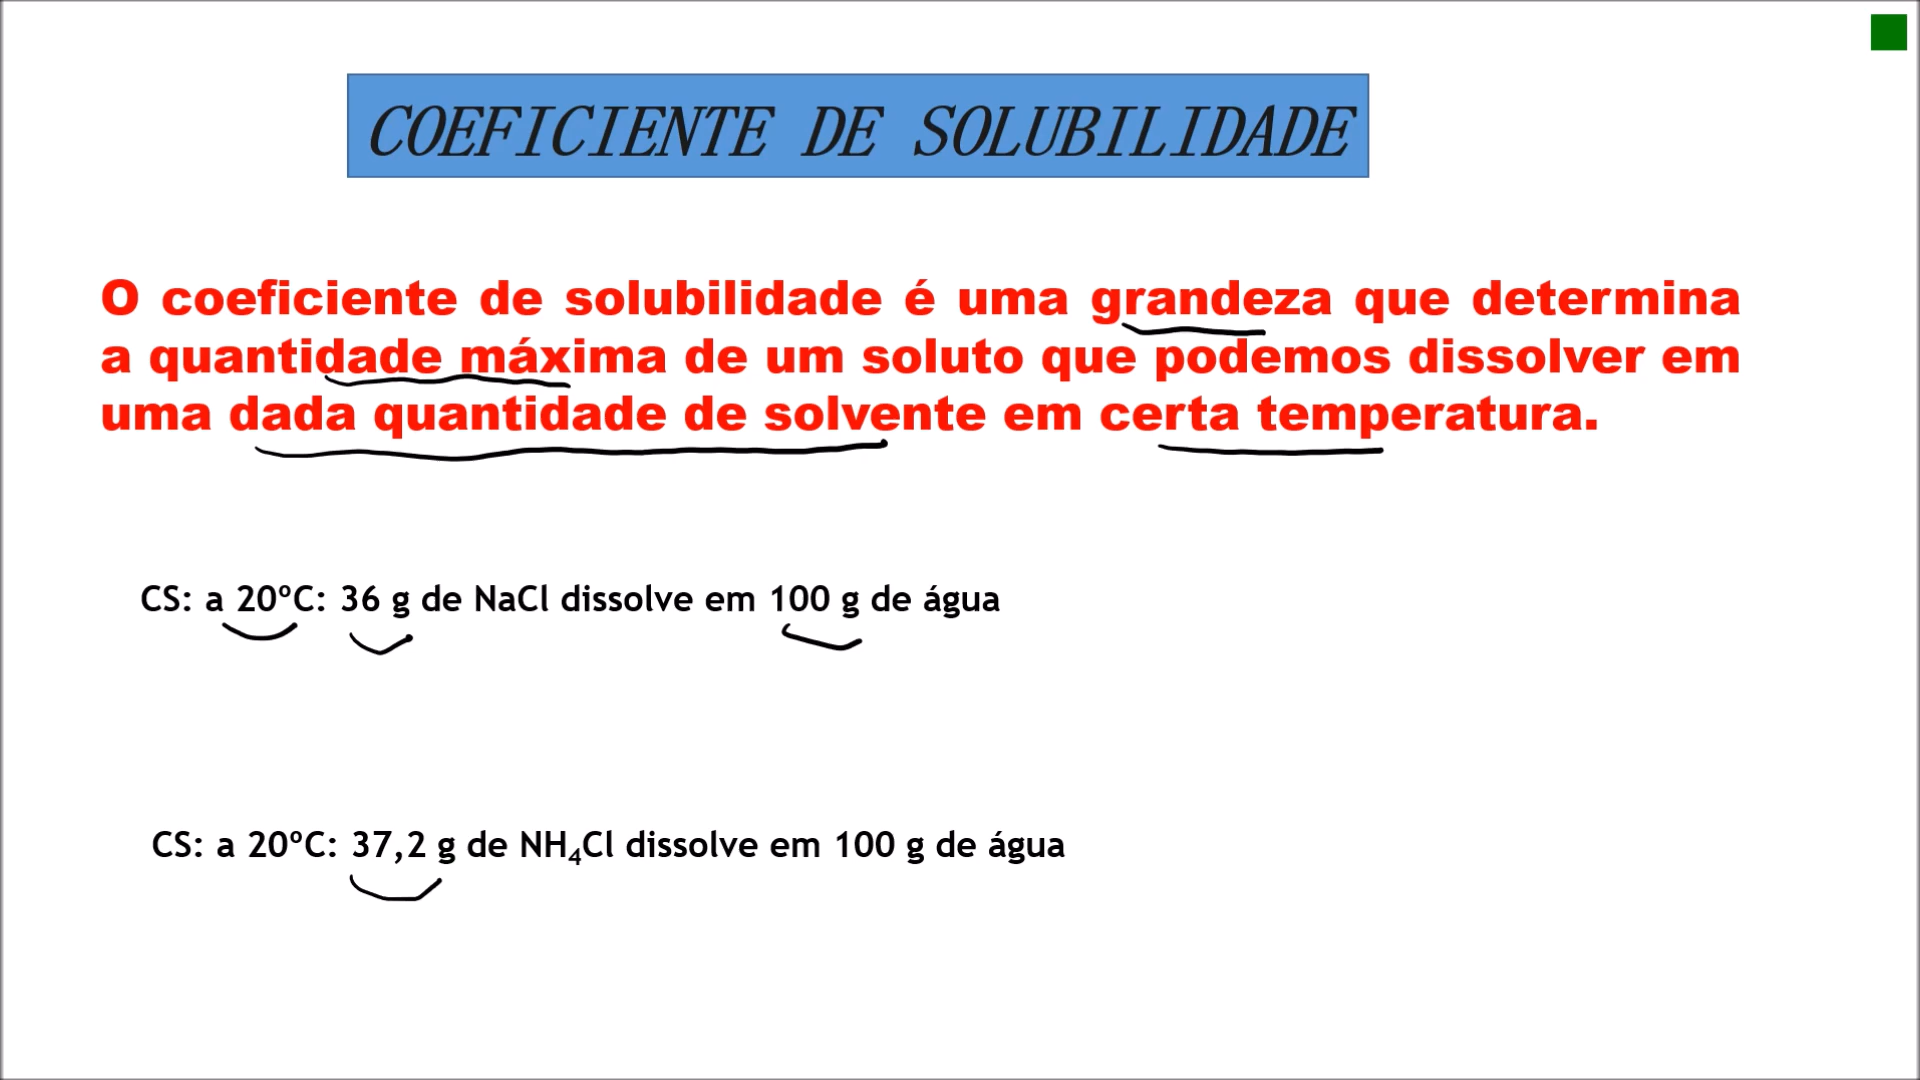 COEFICIENTE DE SOLUBILIDADE
O coeficiente de solubilidade é uma grandeza que determina
a quantidade máxima de um soluto que podemos dissolver em
uma dada quantidade de solvente em certa temperatura.
CS: a 20ºC: 36 g de NaCl dissolve em 100 g de água
CS: a 20ºC: 37,2 g de NH₄Cl dissolve em 100 g de água